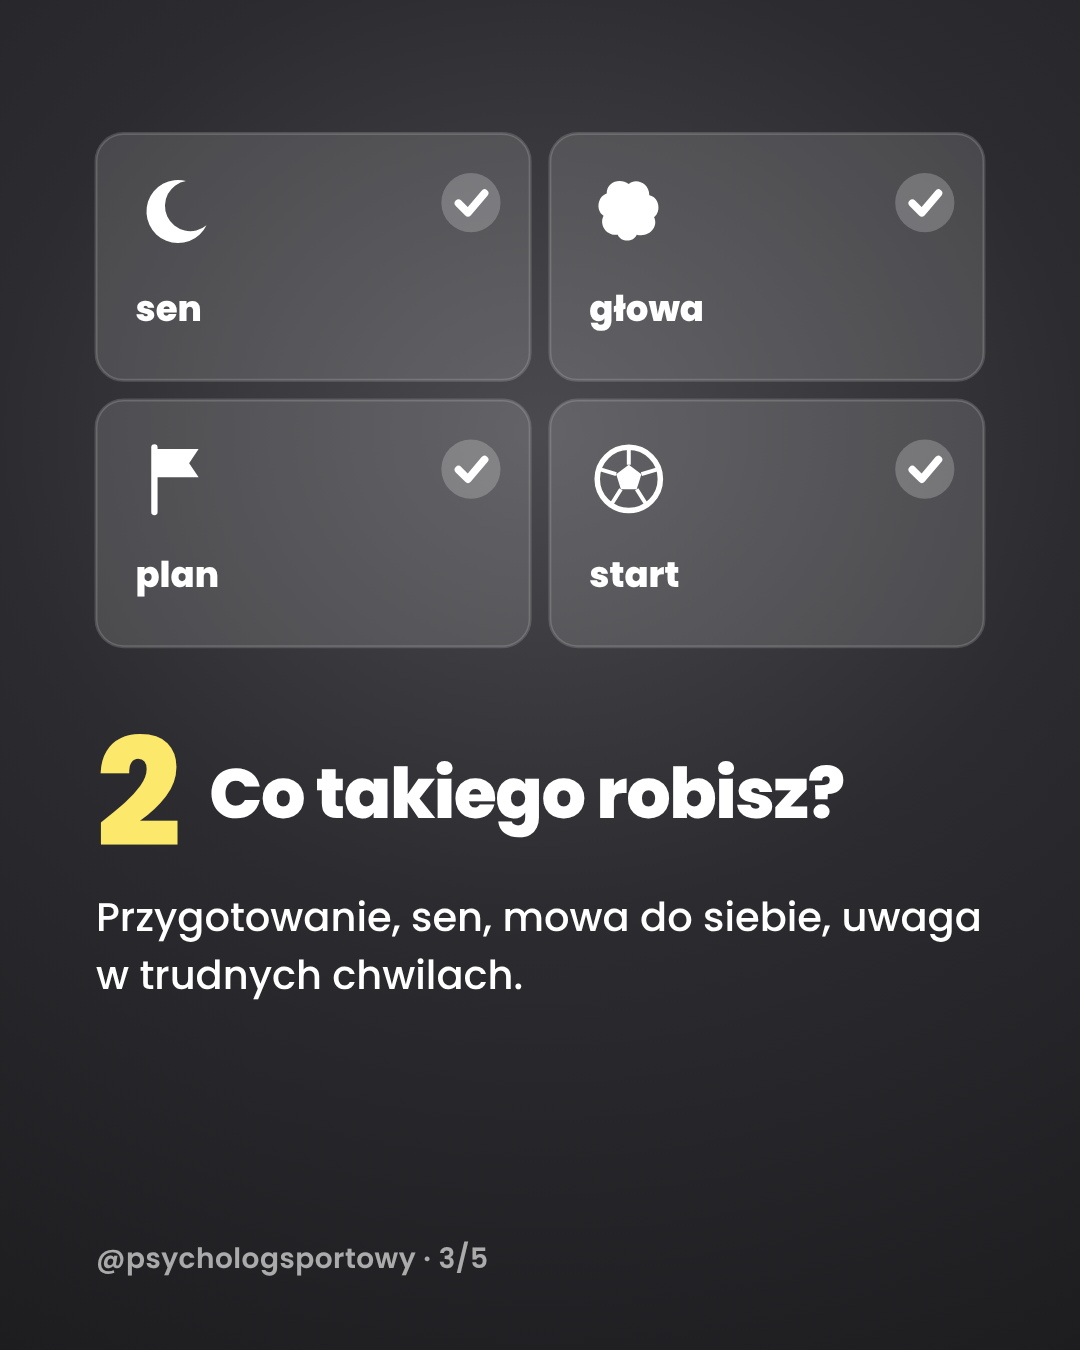 sen
głowa
plan
start
2 Co takiego robisz?
Przygotowanie, sen, mowa do siebie, uwaga
w trudnych chwilach.
@psychologsportowy · 3/5